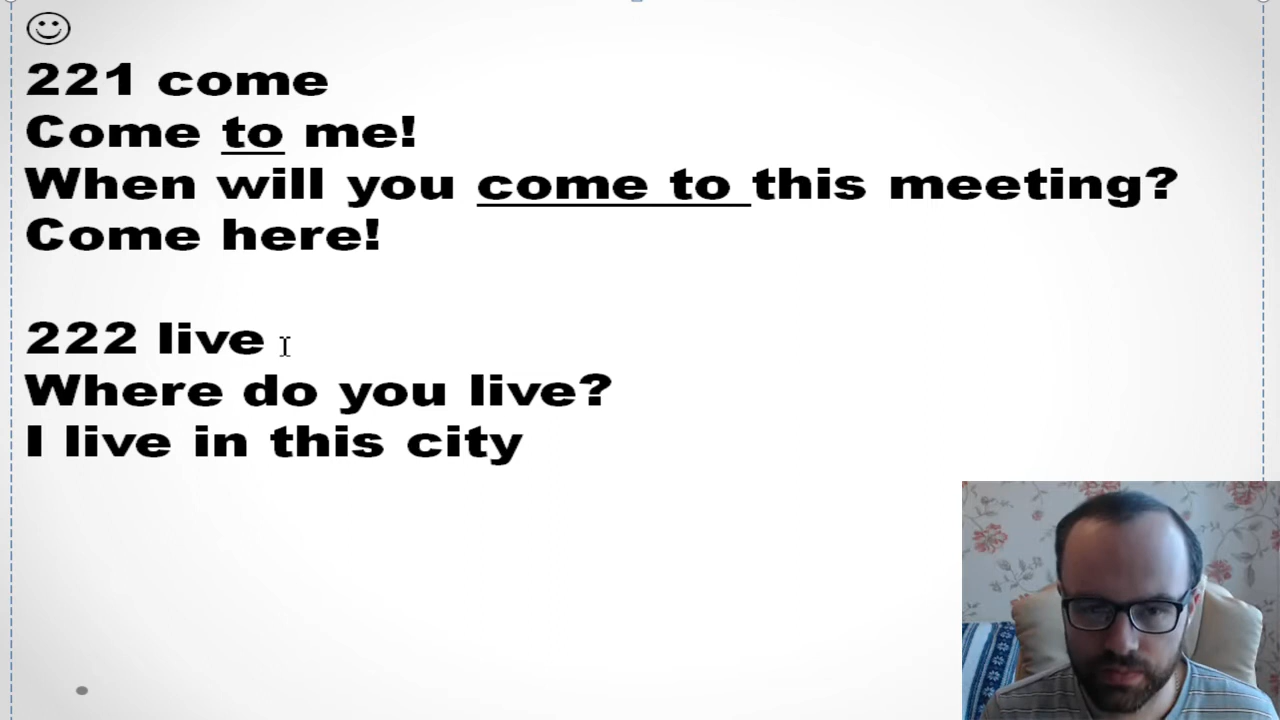 221 come
Come to me!
When will you come to this meeting?
Come here!
222 live
Where do you live?
I live in this city